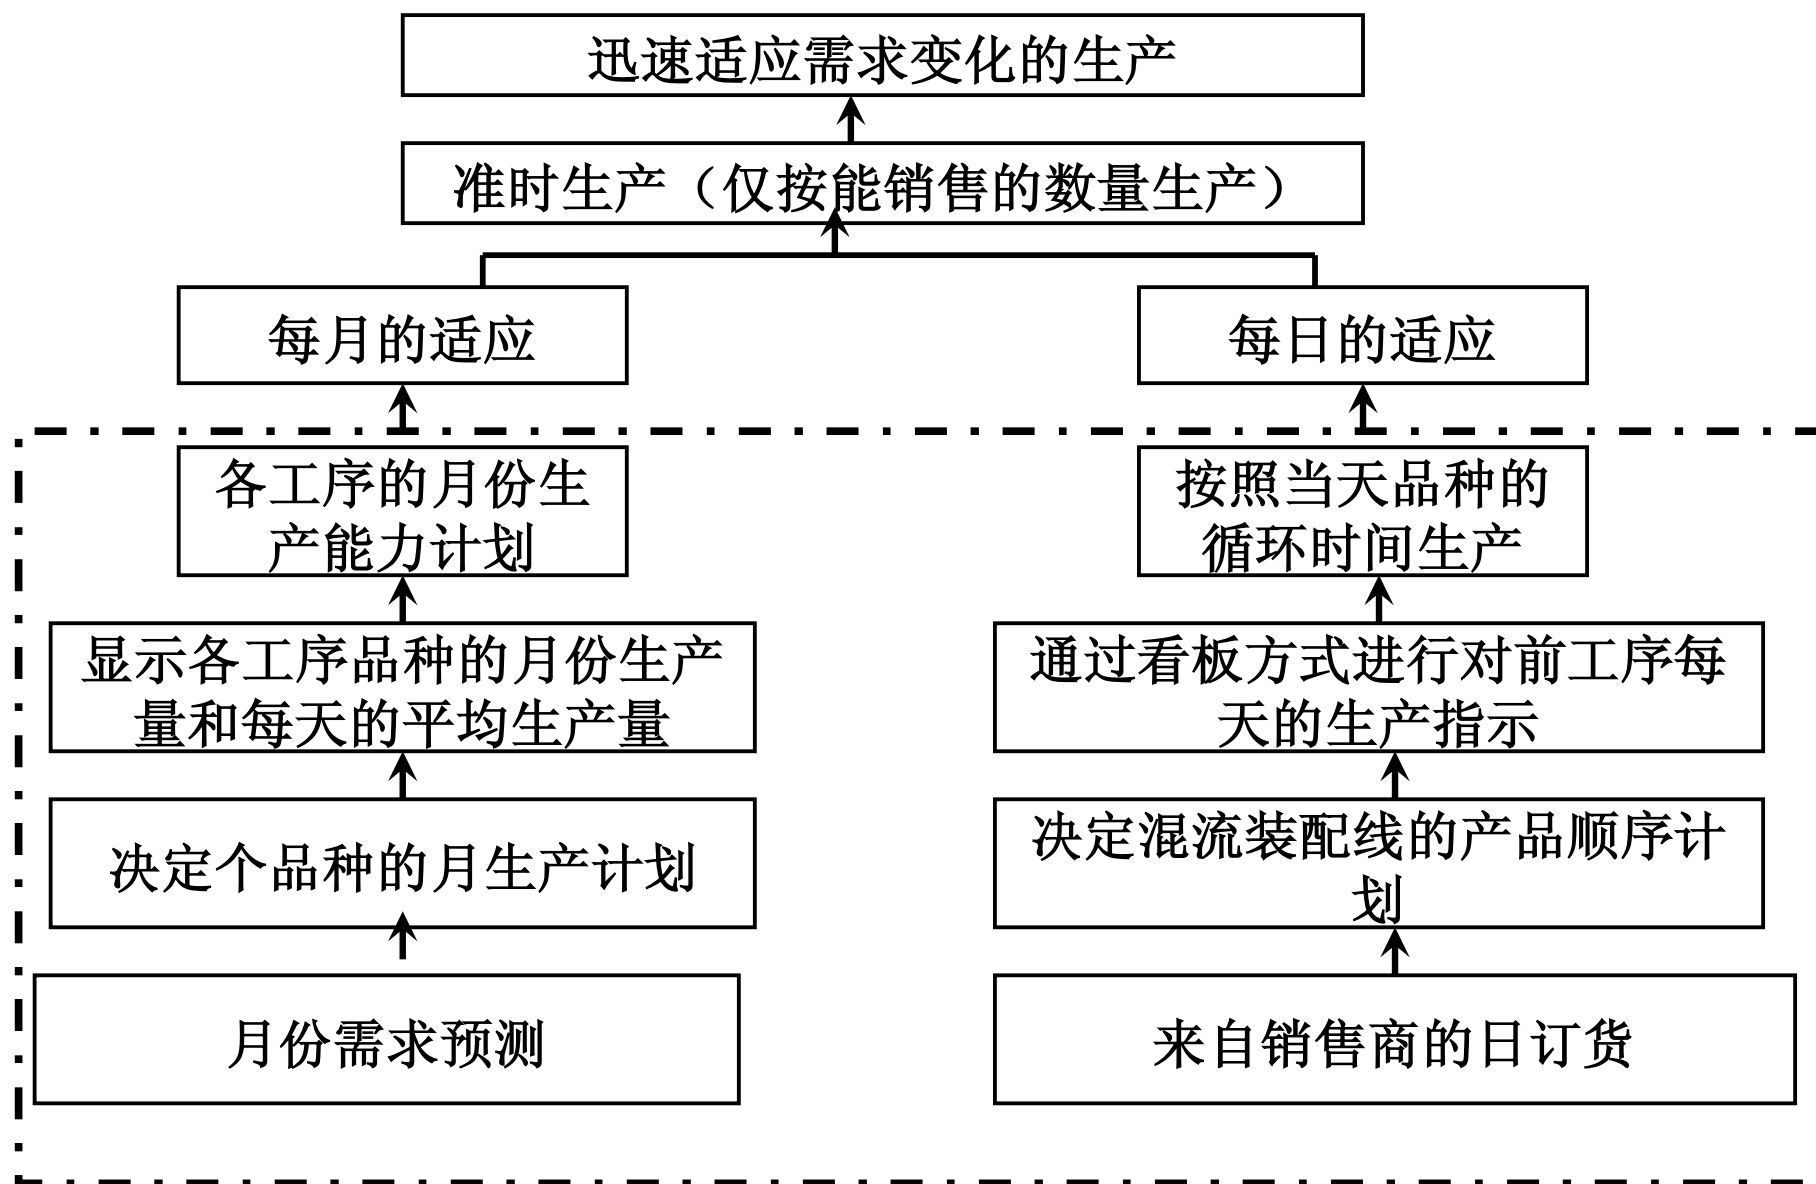 迅速适应需求变化的生产
准时生产（仅按能销售的数量生产）
每月的适应
每日的适应
各工序的月份生
产能力计划
按照当天品种的
循环时间生产
显示各工序品种的月份生产
量和每天的平均生产量
通过看板方式进行对前工序每
天的生产指示
决定个品种的月生产计划
决定混流装配线的产品顺序计
划
月份需求预测
来自销售商的日订货